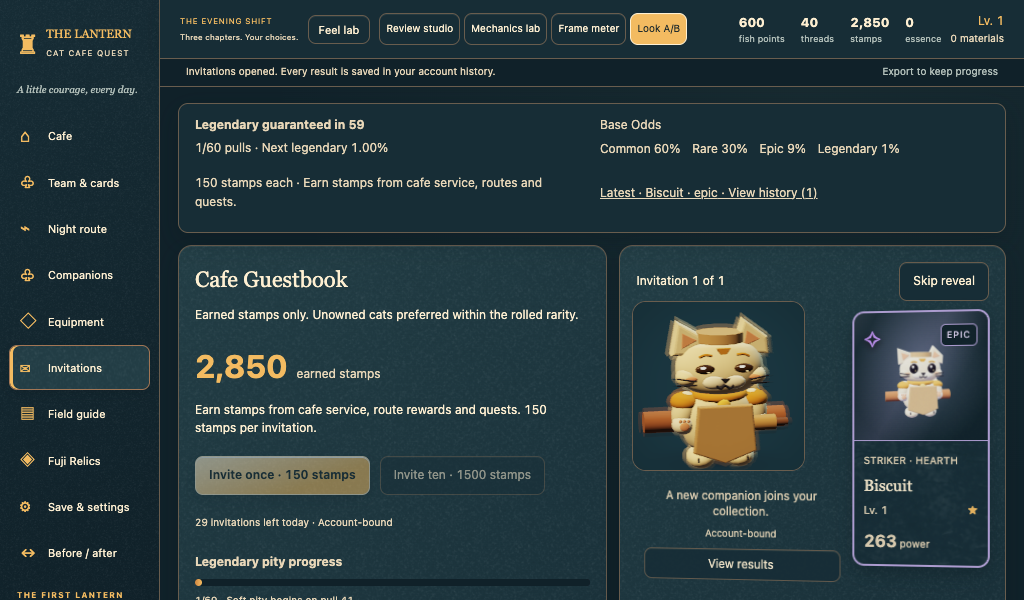 THE LANTERN
CAT CAFE QUEST
A little courage, every day.
Cafe
Team & cards
Night route
Companions
Equipment
Invitations
Field guide
Fuji Relics
Save & settings
Before / after
THE FIRST LANTERN
THE EVENING SHIFT
Three chapters. Your choices.
Feel lab
Review studio
Mechanics lab
Frame meter
Look A/B
600
fish points
40
threads
2,850
stamps
0
essence
Lv. 1
0 materials
Invitations opened. Every result is saved in your account history.
Export to keep progress
Legendary guaranteed in 59
1/60 pulls · Next legendary 1.00%
150 stamps each · Earn stamps from cafe service, routes and
quests.
Base Odds
Common 60% Rare 30% Epic 9% Legendary 1%
Latest · Biscuit · epic · View history (1)
Cafe Guestbook
Earned stamps only. Unowned cats preferred within the rolled rarity.
2,850 earned stamps
Earn stamps from cafe service, route rewards and quests. 150
stamps per invitation.
Invite once · 150 stamps
Invite ten · 1500 stamps
29 invitations left today · Account-bound
Legendary pity progress
1/60 · Soft pity begins on pull 41
Invitation 1 of 1
Skip reveal
A new companion joins your
collection.
Account-bound
View results
EPIC
STRIKER · HEARTH
Biscuit
Lv. 1
263 power